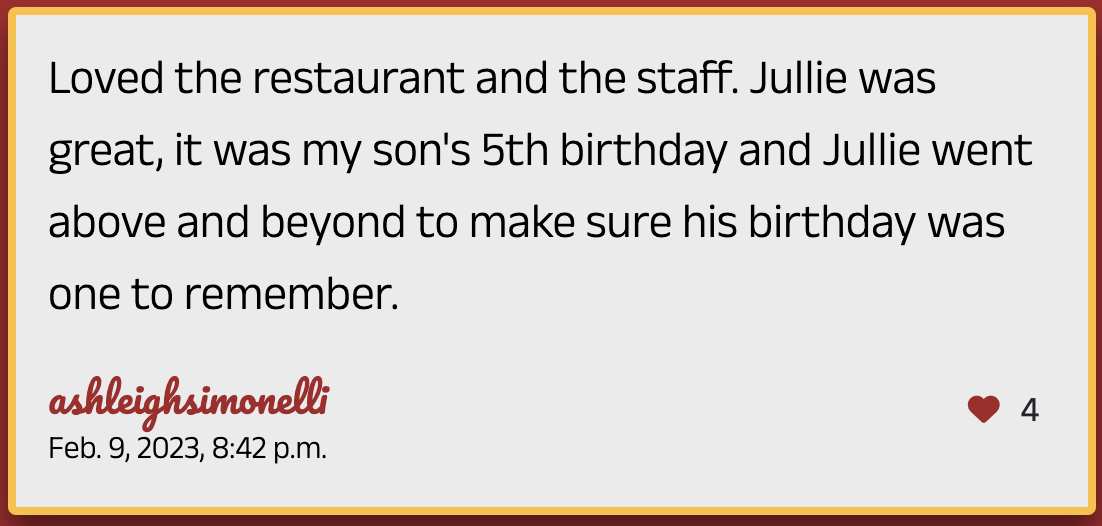 Loved the restaurant and the staff. Jullie was
great, it was my son's 5th birthday and Jullie went
above and beyond to make sure his birthday was
one to remember.
ashleighsimonelli
Feb. 9, 2023, 8:42 p.m.
4